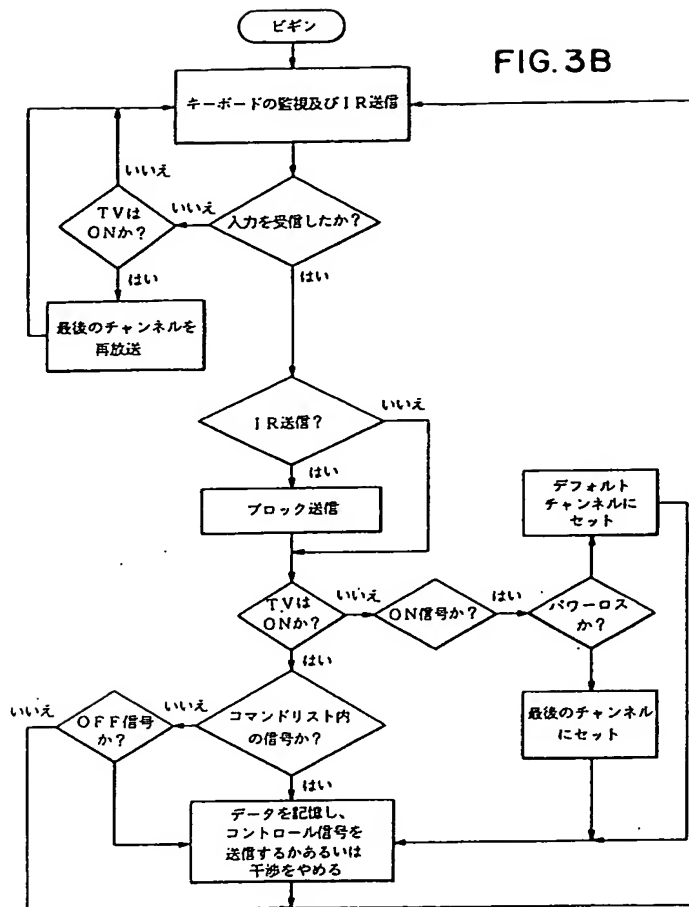 ビギン
FIG.3B
キーボードの監視及びIR送信
いいえ
TVは
ONか?
いいえ
入力を受信したか?
はい
はい
最後のチャンネルを
再放送
IR送信?
いいえ
はい
ブロック送信
デフォルト
チャンネルに
セット
TVは
ONか?
いいえ
ON信号か?
はい
パワーロス
か?
はい
いいえ
OFF信号
か?
いいえ
コマンドリスト内
の信号か?
最後のチャンネル
にセット
はい
データを記憶し、
コントロール信号を
送信するかあるいは
干渉をやめる